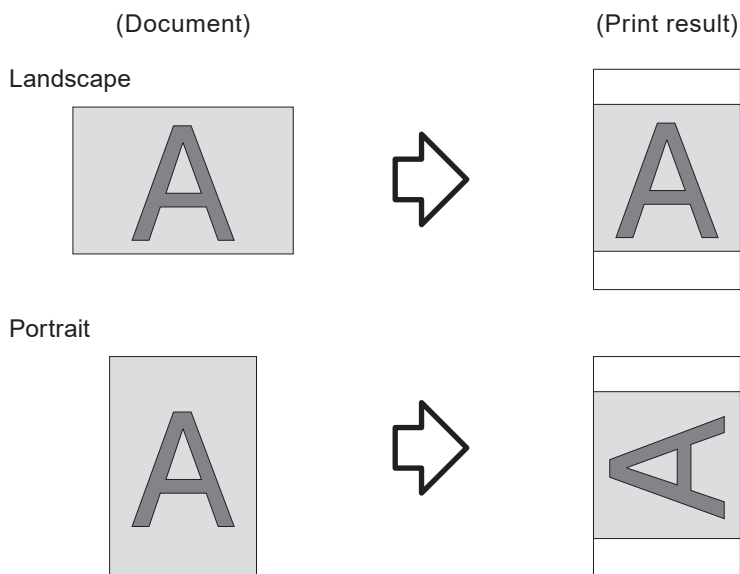 (Document) (Print result)
Landscape
A A
Portrait
A A